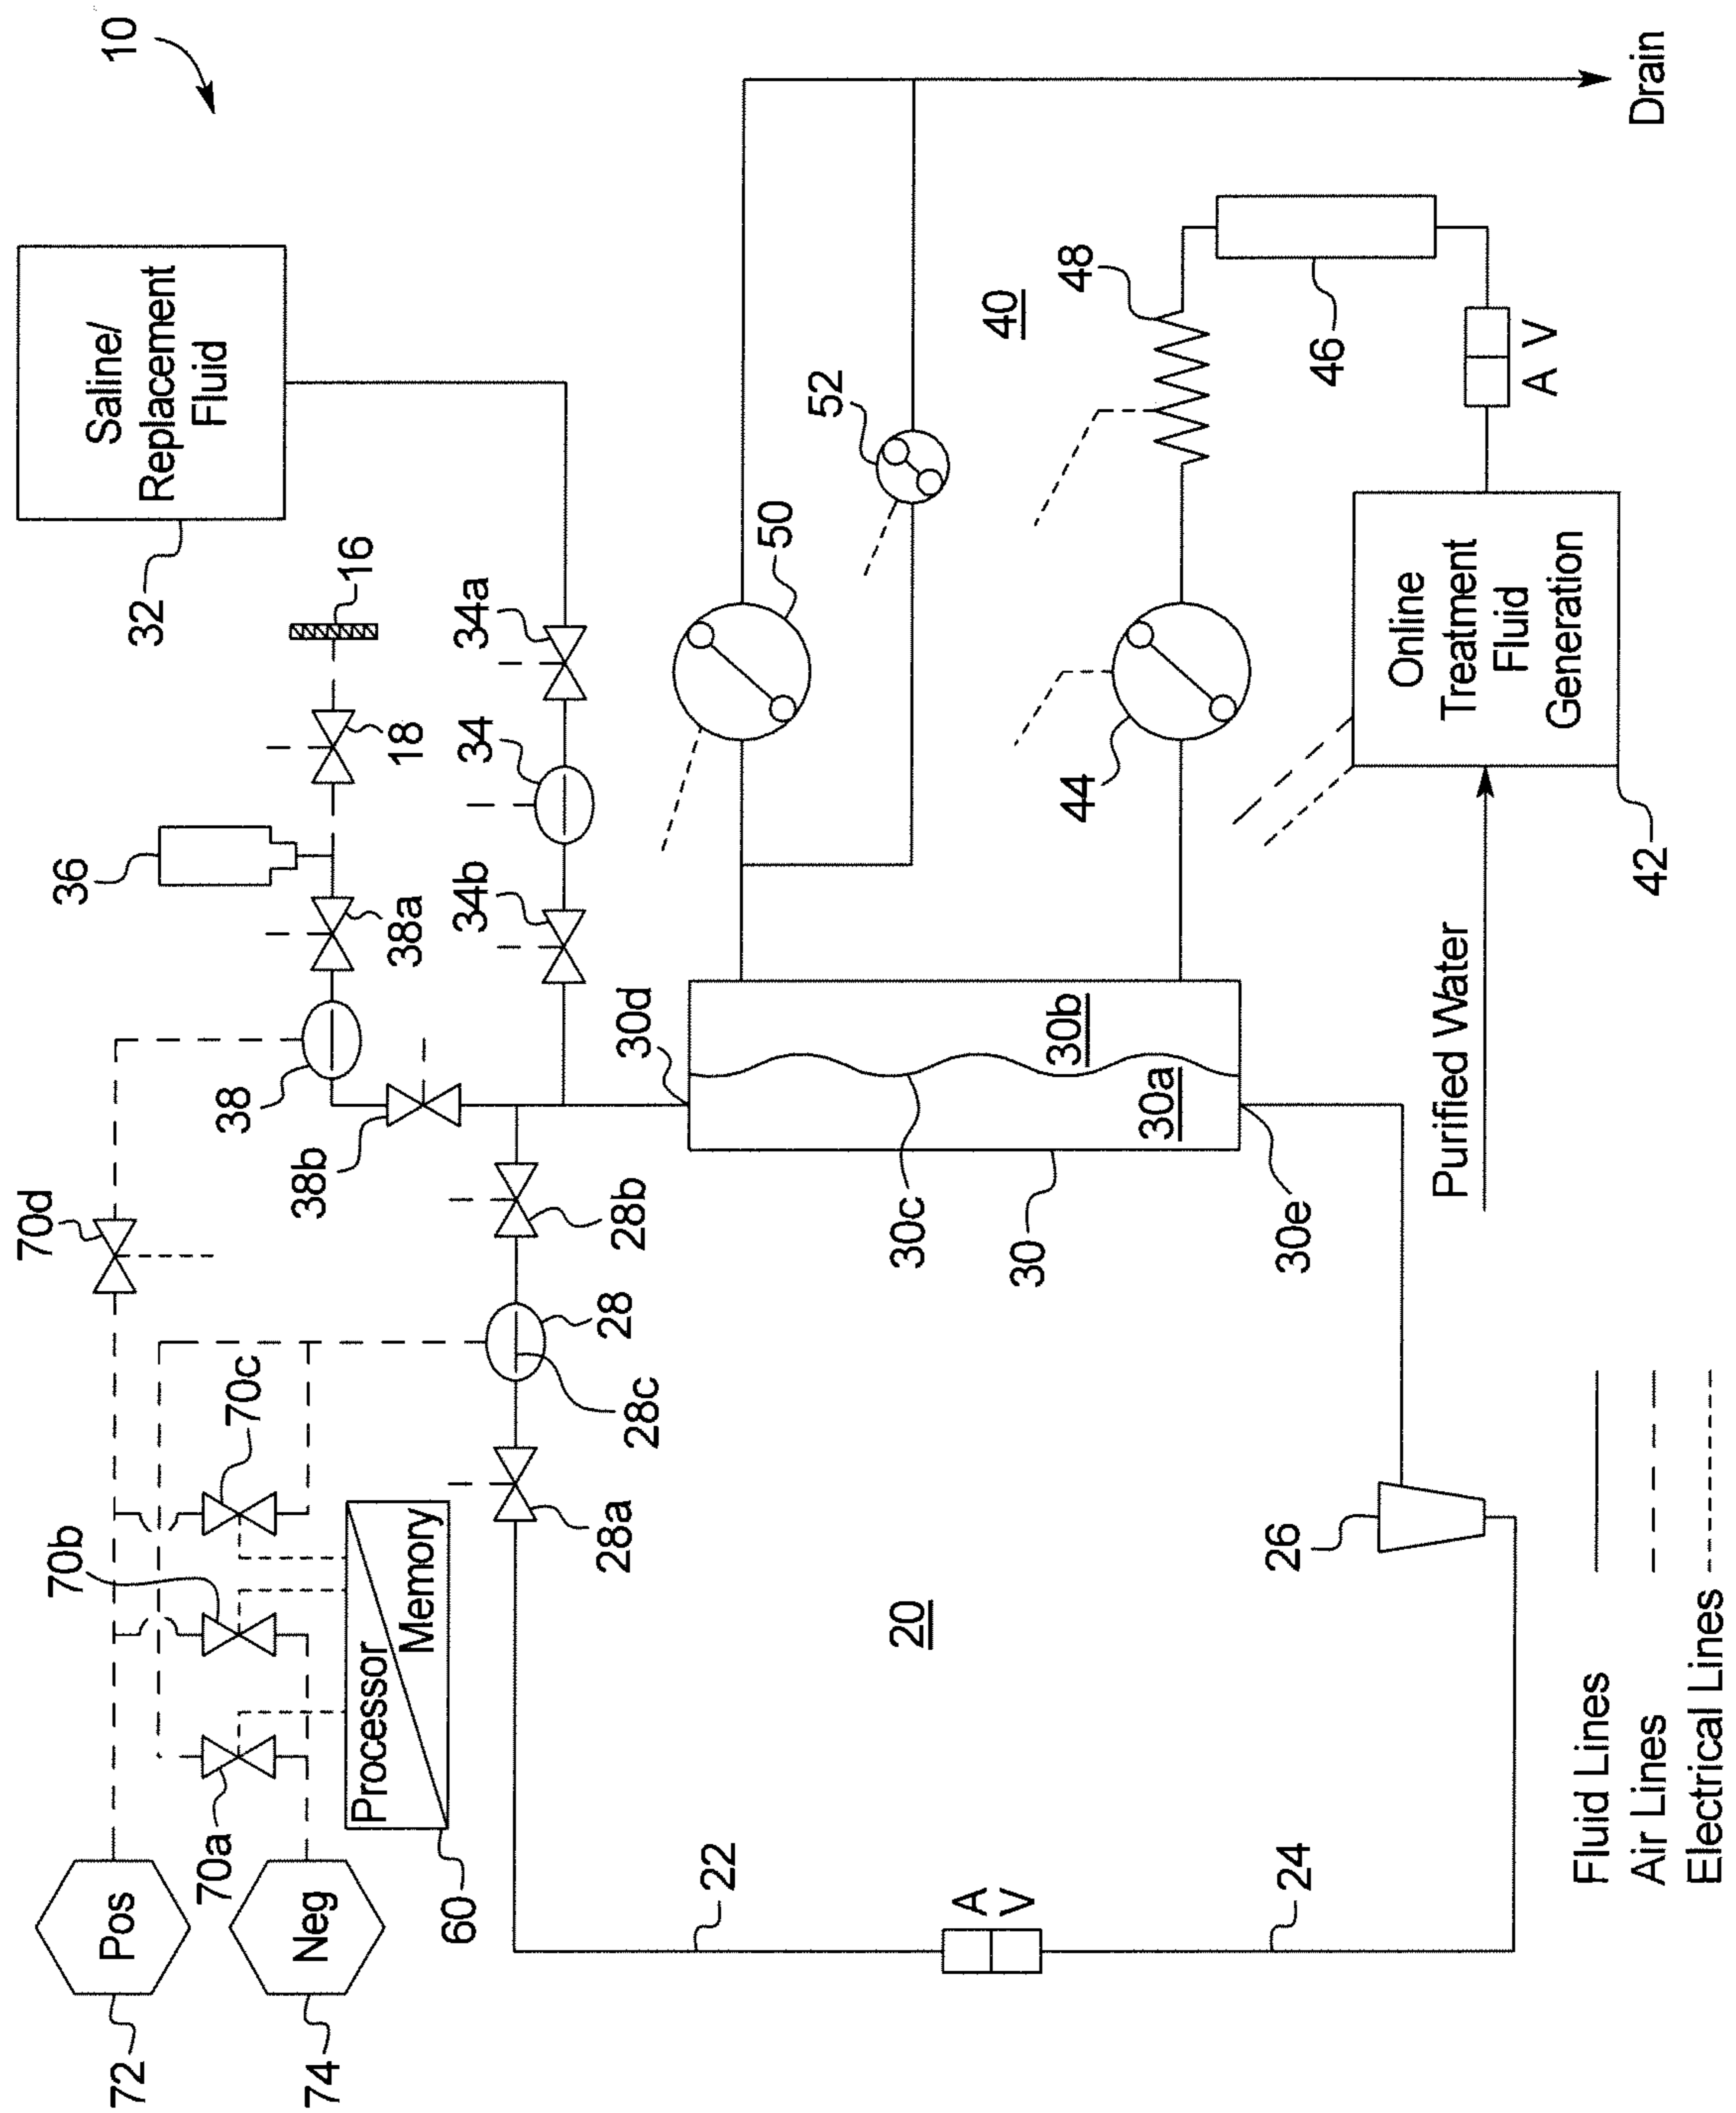 10
Saline/
Replacement
Fluid
32
16
18
36
38a
38
38b
34a
34
34b
70d
70c
70b
70a
Pos
72
Neg
74
Processor
Memory
60
28b
28
28c
28a
30d
30b
30a
30c
30
30e
50
52
40
48
46
44
A V
Online
Treatment
Fluid
Generation
42
Purified Water
Drain
22
A
V
24
20
26
Fluid Lines
Air Lines
Electrical Lines